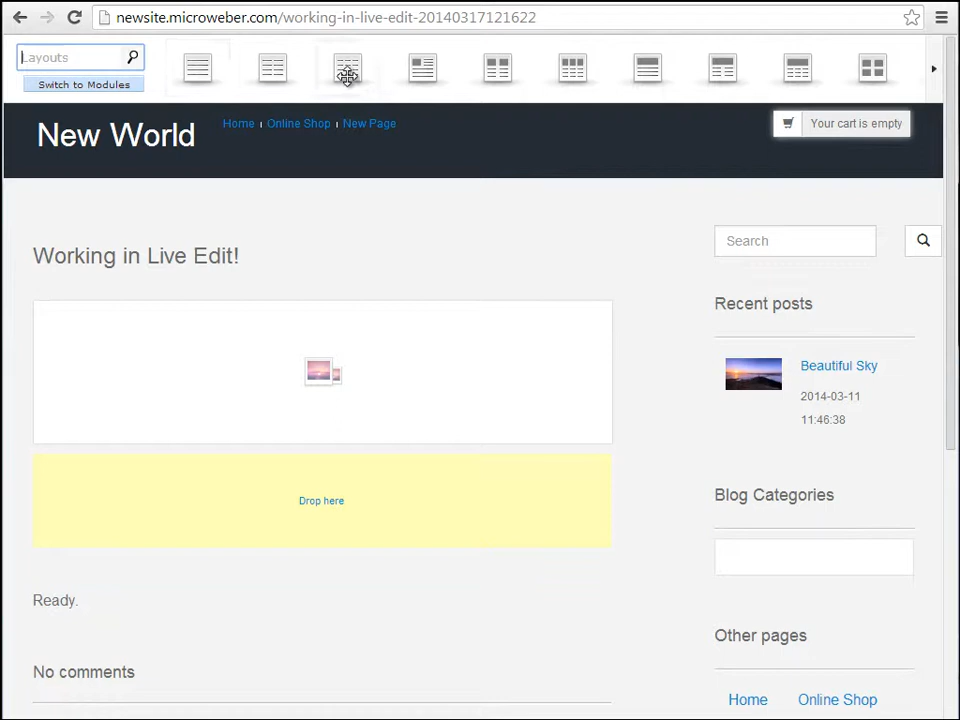 newsite.microweber.com/working-in-live-edit-20140317121622
Layouts
Switch to Modules
New World
Home
Online Shop
New Page
Your cart is empty
Working in Live Edit!
Search
Recent posts
Beautiful Sky
2014-03-11
11:46:38
Drop here
Blog Categories
Ready.
Other pages
No comments
Home
Online Shop